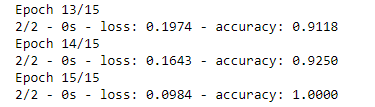 Epoch 13/15
2/2 - 0s - loss: 0.1974 - accuracy: 0.9118
Epoch 14/15
2/2 - 0s - loss: 0.1643 - accuracy: 0.9250
Epoch 15/15
2/2 - 0s - loss: 0.0984 - accuracy: 1.0000